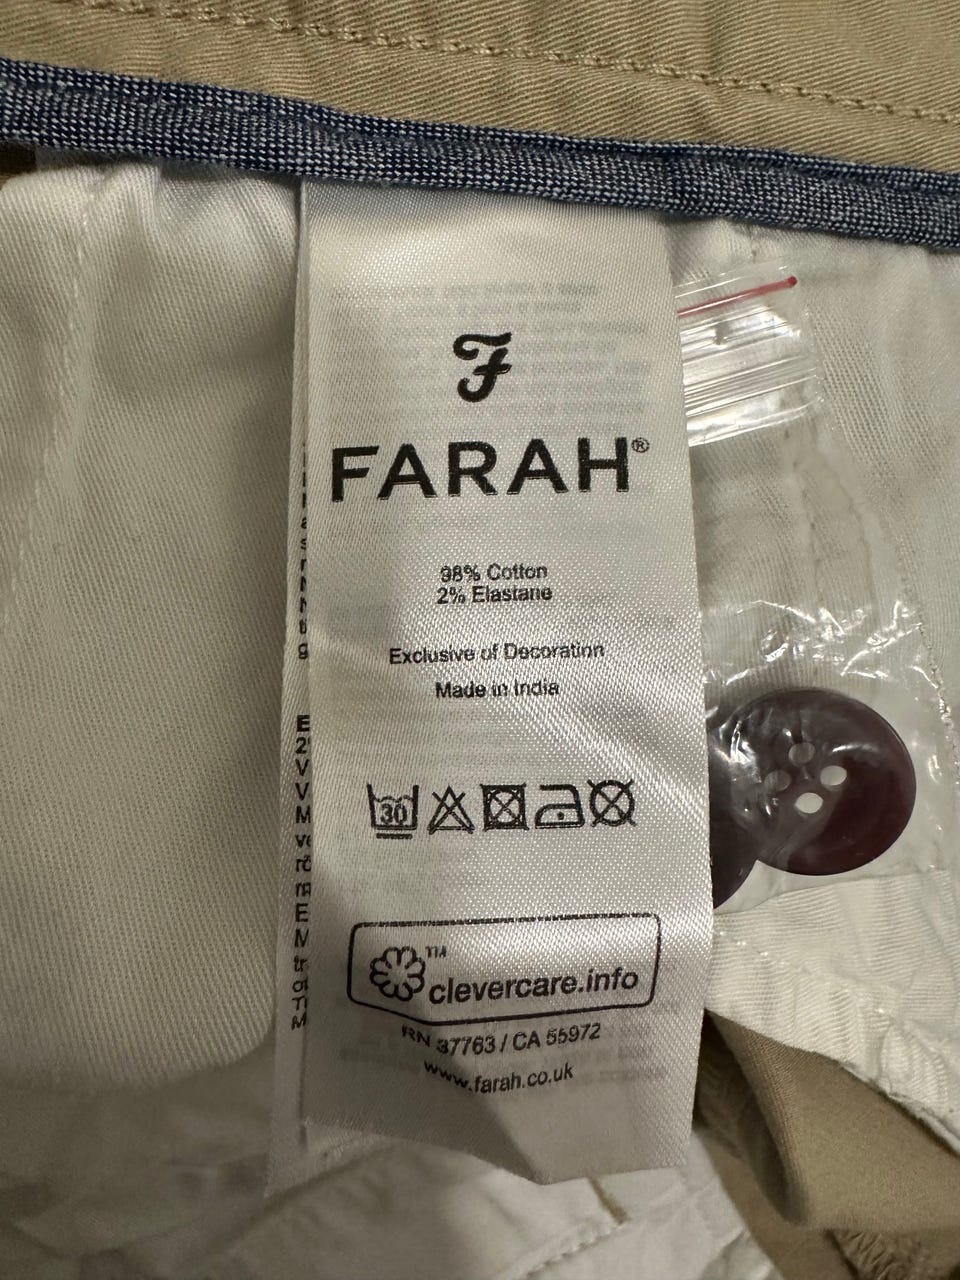 F
FARAH®
98% Cotton
2% Elastane
Exclusive of Decoration
Made in India
30
™
clevercare.info
RN 37763 / CA 55972
www.farah.co.uk